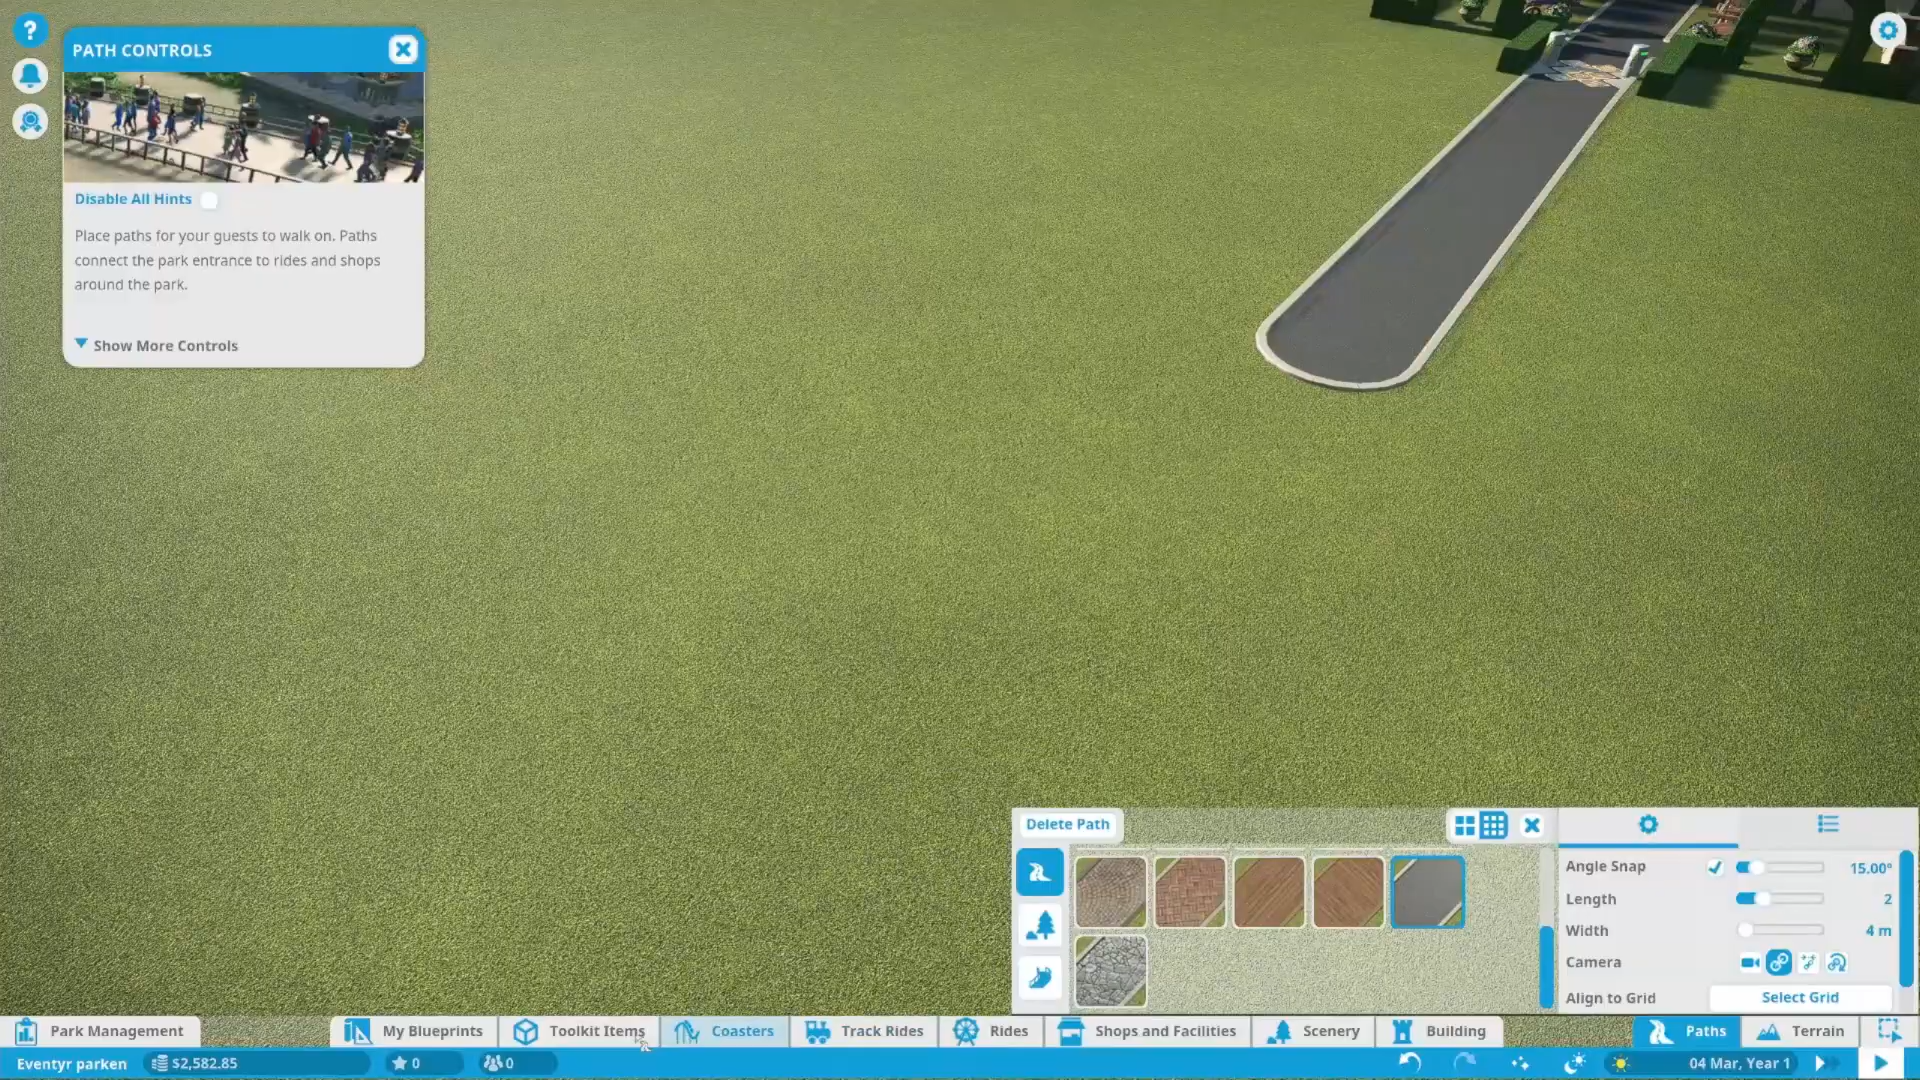 ?
PATH CONTROLS
Disable All Hints
Place paths for your guests to walk on. Paths
connect the park entrance to rides and shops
around the park.
Show More Controls
Delete Path
Angle Snap 15.00°
Length 2
Width 4 m
Camera
Align to Grid Select Grid
Park Management My Blueprints Toolkit Items Coasters Track Rides Rides Shops and Facilities Scenery Building Paths Terrain
Eventyr parken $2,582.85 0 0 04 Mar, Year 1